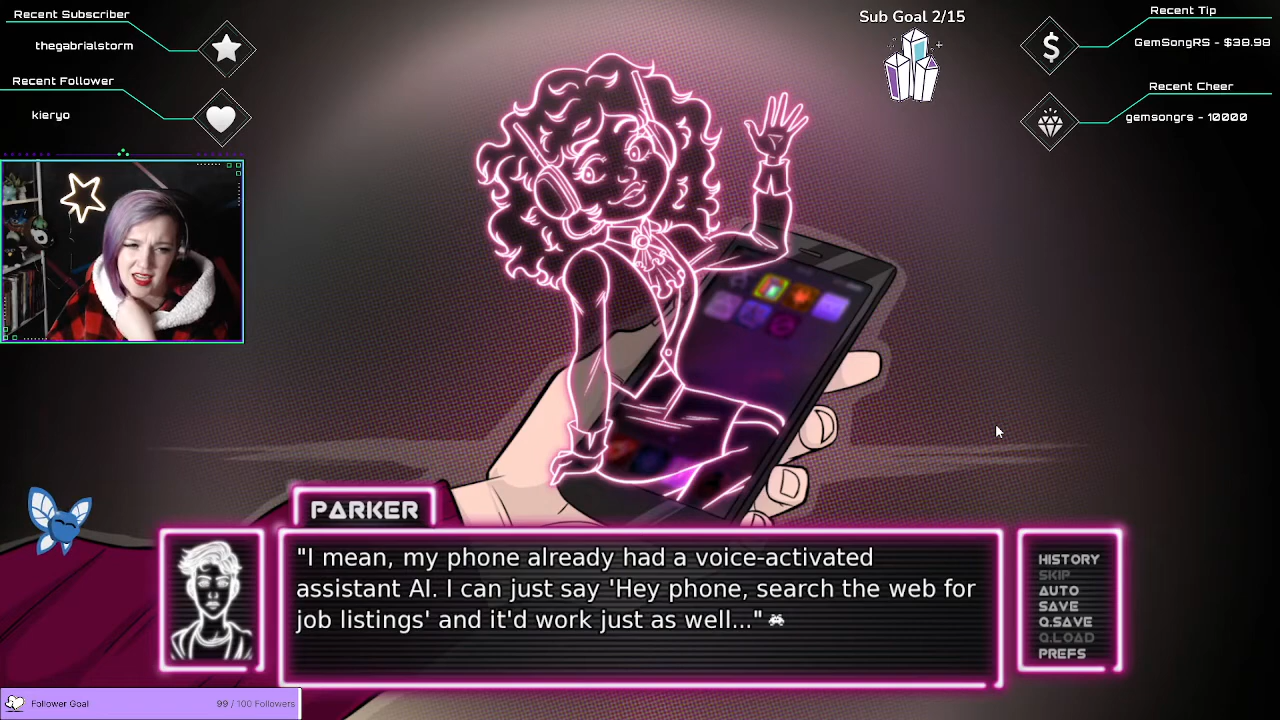 Recent Subscriber
thegabrialstorm
Recent Follower
kieryo
Sub Goal 2/15
Recent Tip
GemSongRS - $38.98
Recent Cheer
gemsongrs - 10000
PARKER
"I mean, my phone already had a voice-activated
assistant AI. I can just say 'Hey phone, search the web for
job listings' and it'd work just as well..."
HISTORY
SKIP
AUTO
SAVE
Q.SAVE
Q.LOAD
PREFS
Follower Goal
99 / 100 Followers